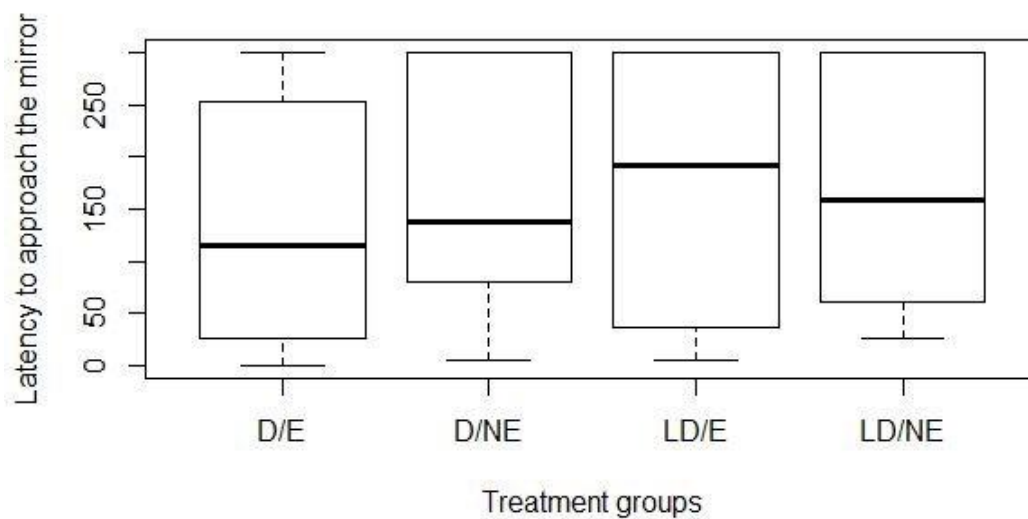 Latency to approach the mirror
250
150
50
0
D/E D/NE LD/E LD/NE
Treatment groups